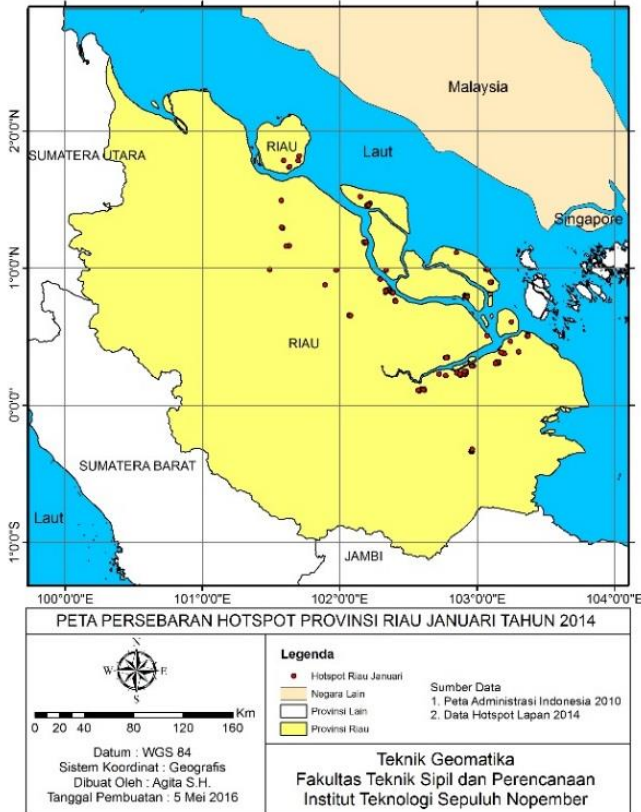 100°0'0"E 101°0'0"E 102°0'0"E 103°0'0"E 104°0'0"E
2°0'0"N
1°0'0"N
0°0'0"
1°0'0"S
Malaysia
RIAU
Laut
SUMATERA UTARA
Singapore
RIAU
SUMATERA BARAT
Laut
JAMBI
PETA PERSEBARAN HOTSPOT PROVINSI RIAU JANUARI TAHUN 2014
N
W E
S
0 20 40 80 120 160 Km
Datum : WGS 84
Sistem Koordinat : Geografis
Dibuat Oleh : Agita S.H.
Tanggal Pembuatan : 5 Mei 2016
Legenda
Hotspot Riau Januari
Negara Lain
Provinsi Lain
Provinsi Riau
Sumber Data
1. Peta Administrasi Indonesia 2010
2. Data Hotspot Lapan 2014
Teknik Geomatika
Fakultas Teknik Sipil dan Perencanaan
Institut Teknologi Sepuluh Nopember